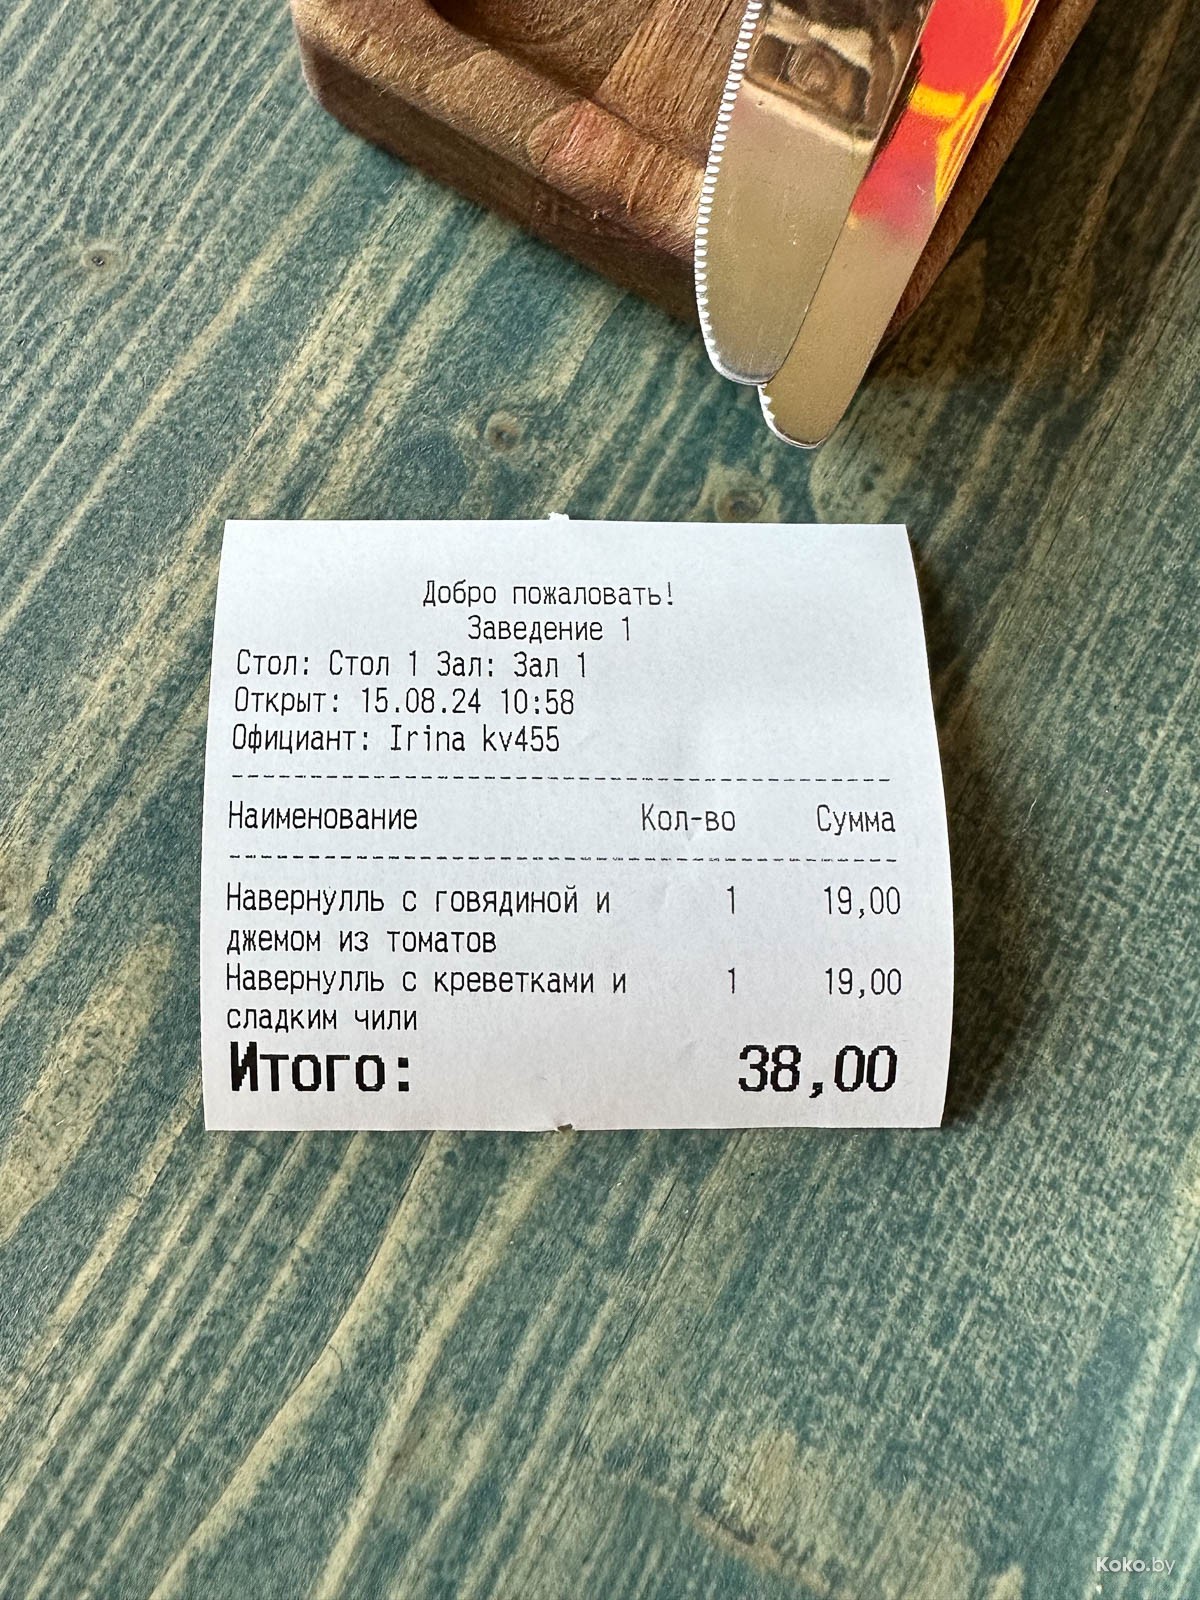 Добро пожаловать!
Заведение 1
Стол: Стол 1 Зал: Зал 1
Открыт: 15.08.24 10:58
Официант: Irina kv455
Наименование Кол-во Сумма
Навернулль с говядиной и 1 19,00
джемом из томатов
Навернулль с креветками и 1 19,00
сладким чили
Итого: 38,00
Koko.by